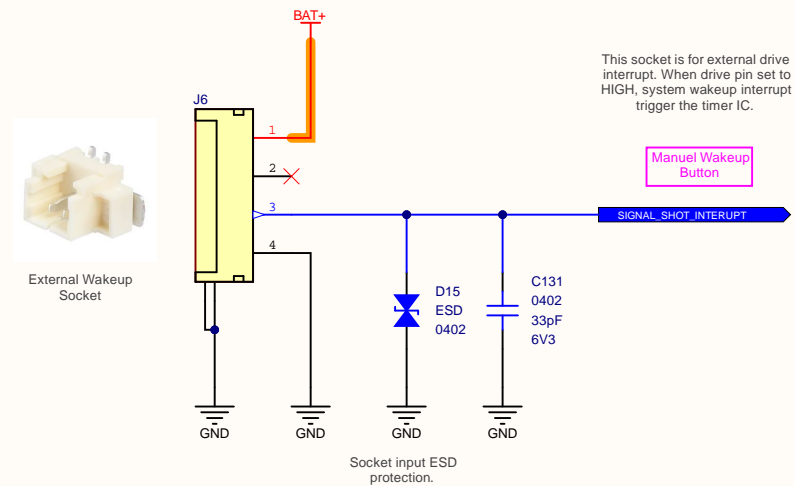 BAT+
This socket is for external drive
interrupt. When drive pin set to
HIGH, system wakeup interrupt
trigger the timer IC.
J6
1
2
3
4
Manuel Wakeup
Button
SIGNAL_SHOT_INTERUPT
External Wakeup
Socket
D15
ESD
0402
C131
0402
33pF
6V3
GND
GND
GND
GND
Socket input ESD
protection.